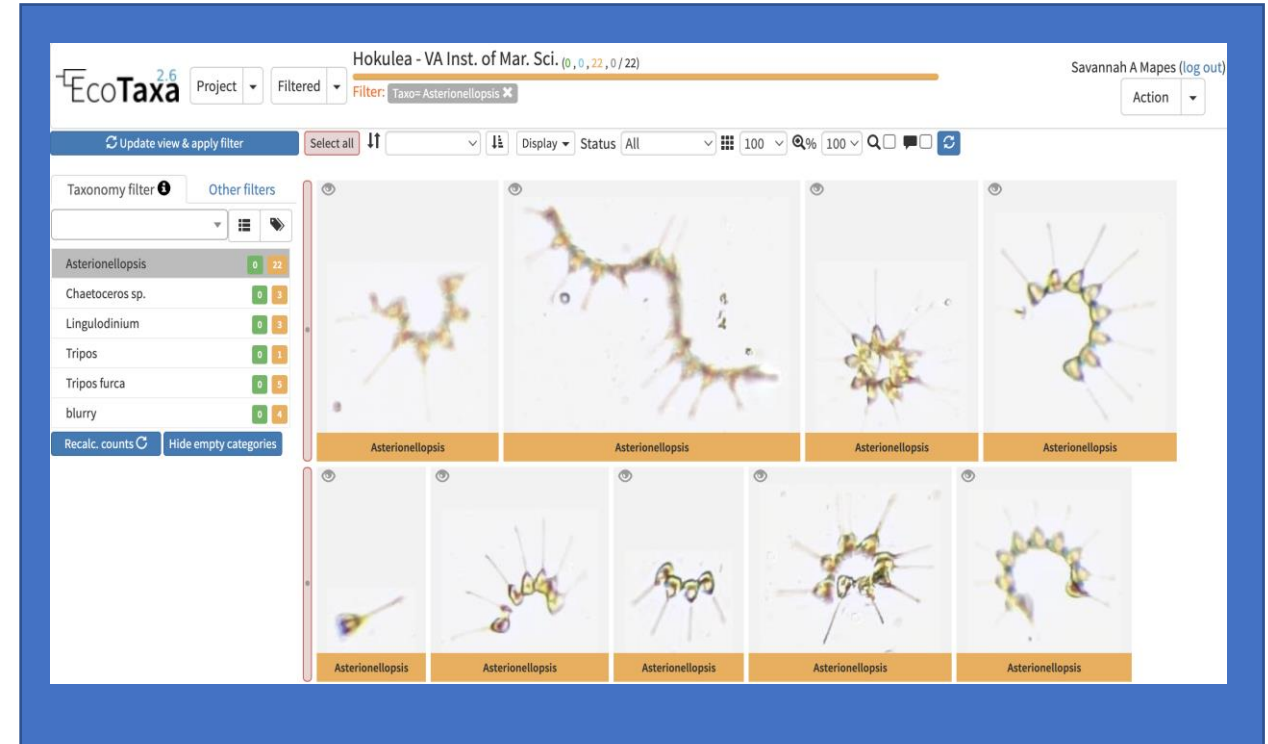 Hokulea - VA Inst. of Mar. Sci. (0 , 0 , 22 , 0 / 22)
Savannah A Mapes (log out)
EcoTaxa 2.6
Project
Filtered
Filter: Taxo= Asterionellopsis
Action
Update view & apply filter
Select all
Display
Status All
100
% 100
Taxonomy filter
Other filters
Asterionellopsis 0 22
Chaetoceros sp. 0 3
Lingulodinium 0 3
Tripos 0 1
Tripos furca 0 5
blurry 0 4
Recalc. counts
Hide empty categories
Asterionellopsis
Asterionellopsis
Asterionellopsis
Asterionellopsis
Asterionellopsis
Asterionellopsis
Asterionellopsis
Asterionellopsis
Asterionellopsis